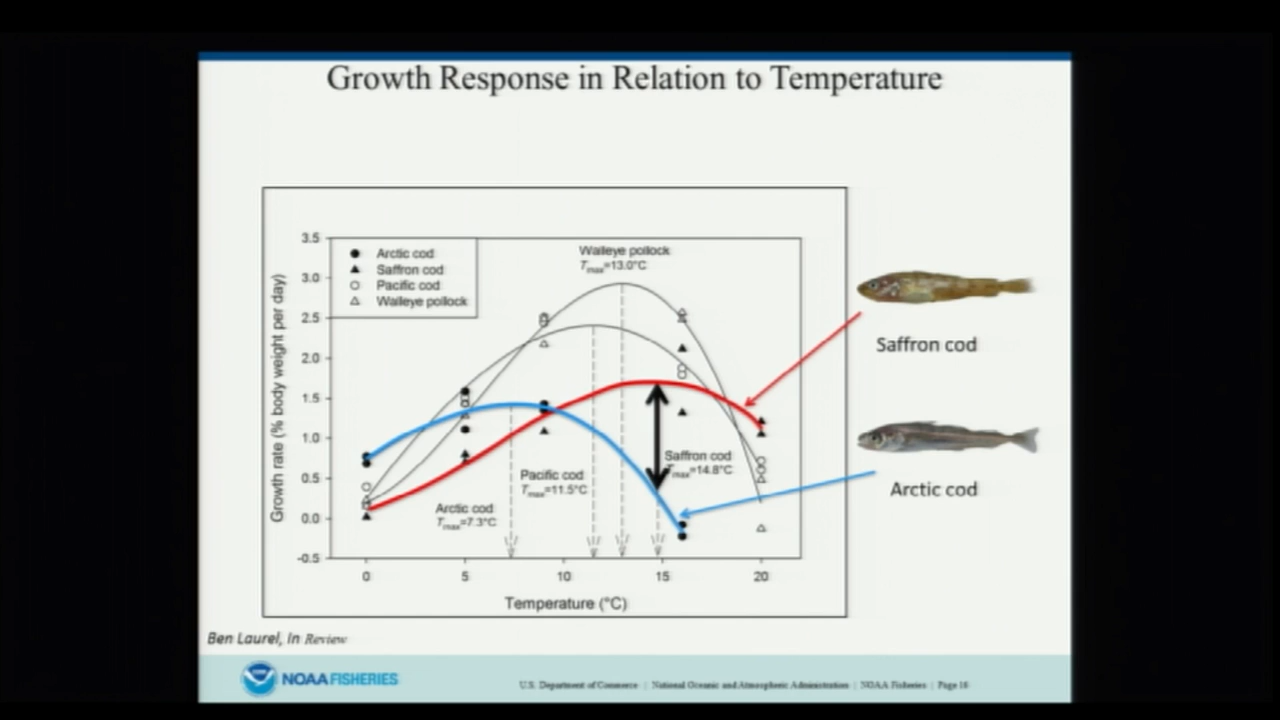 Growth Response in Relation to Temperature
Growth rate (% body weight per day)
3.5
3.0
2.5
2.0
1.5
1.0
0.5
0.0
-0.5
Arctic cod
Saffron cod
Pacific cod
Walleye pollock
Walleye pollock
Tmax=13.0°C
Saffron cod
Tmax=14.8°C
Pacific cod
Tmax=11.5°C
Arctic cod
Tmax=7.3°C
0 5 10 15 20
Temperature (°C)
Saffron cod
Arctic cod
Ben Laurel, In Review
NOAA FISHERIES
U.S. Department of Commerce | National Oceanic and Atmospheric Administration | NOAA Fisheries | Page 16